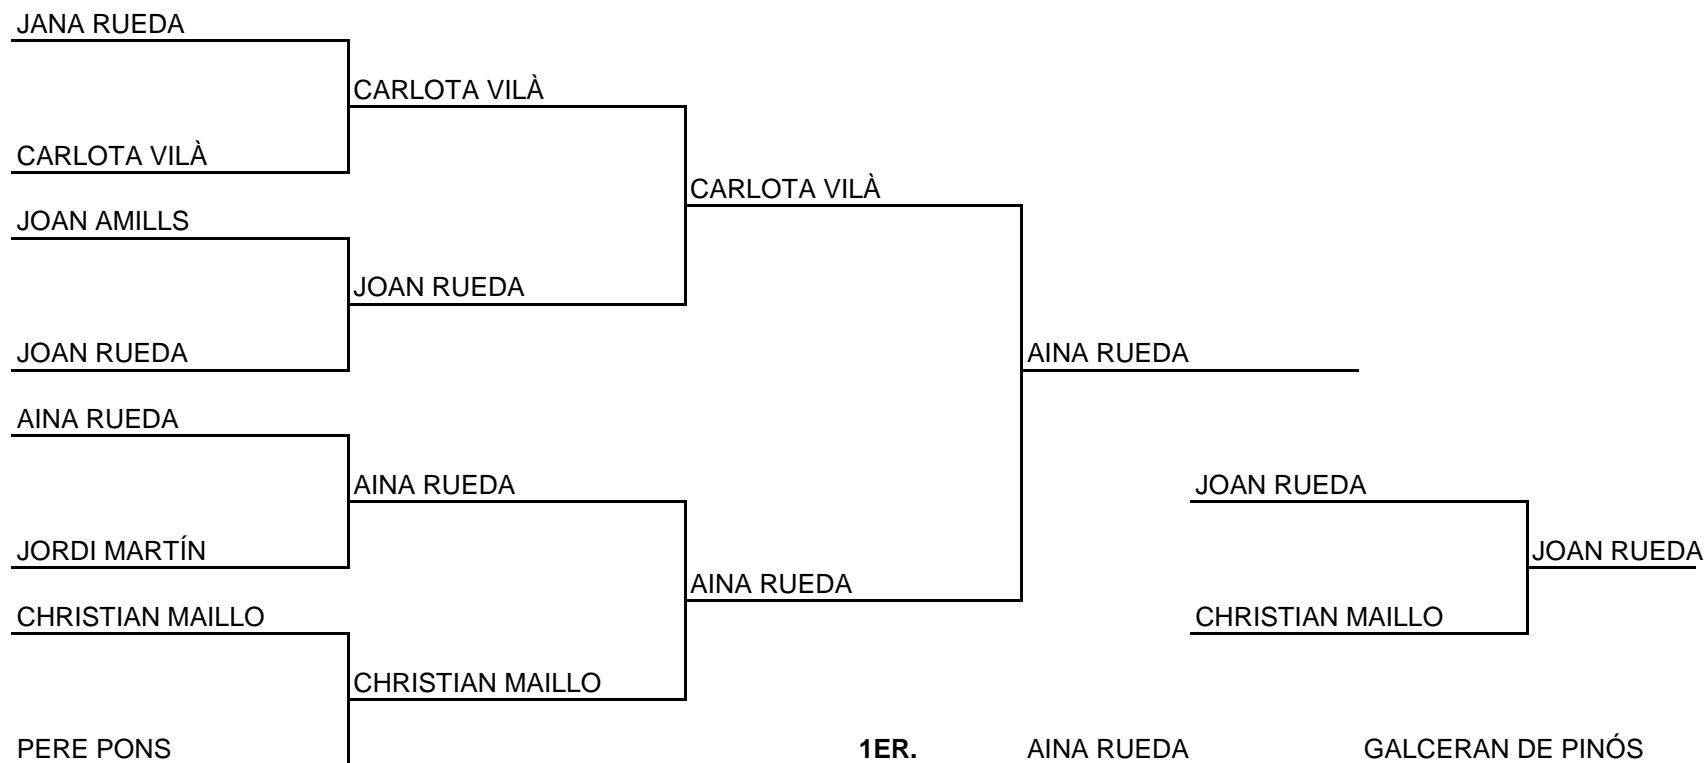 JANA RUEDA
CARLOTA VILÀ
CARLOTA VILÀ
CARLOTA VILÀ
JOAN AMILLS
JOAN RUEDA
JOAN RUEDA
AINA RUEDA
AINA RUEDA
AINA RUEDA
JOAN RUEDA
JORDI MARTÍN
JOAN RUEDA
AINA RUEDA
CHRISTIAN MAILLO
CHRISTIAN MAILLO
CHRISTIAN MAILLO
PERE PONS
1ER. AINA RUEDA GALCERAN DE PINÓS